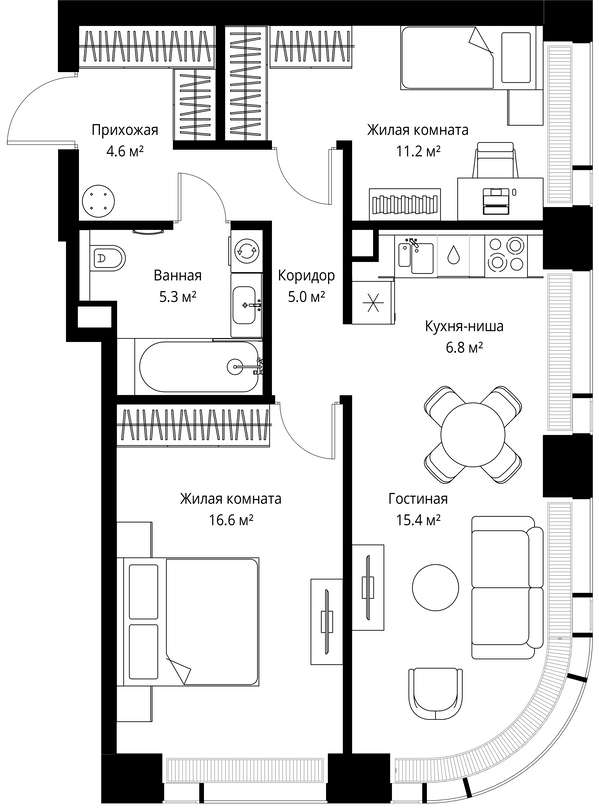 Прихожая
4.6 м²
Жилая комната
11.2 м²
Ванная
5.3 м²
Коридор
5.0 м²
Кухня-ниша
6.8 м²
Жилая комната
16.6 м²
Гостиная
15.4 м²